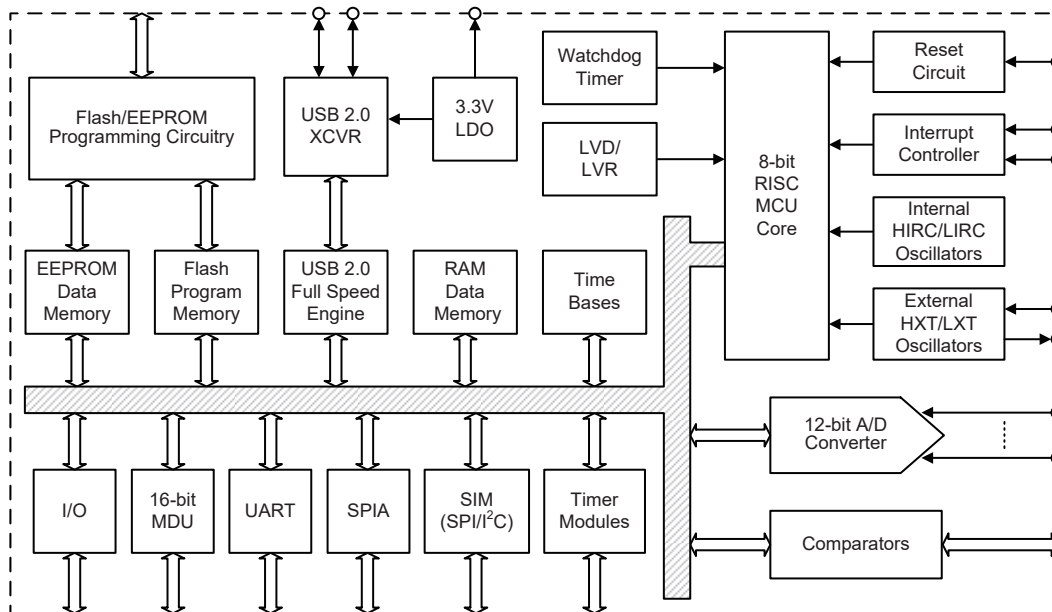 Flash/EEPROM
Programming Circuitry
USB 2.0
XCVR
3.3V
LDO
Watchdog
Timer
LVD/
LVR
8-bit
RISC
MCU
Core
Reset
Circuit
Interrupt
Controller
Internal
HIRC/LIRC
Oscillators
External
HXT/LXT
Oscillators
EEPROM
Data
Memory
Flash
Program
Memory
USB 2.0
Full Speed
Engine
RAM
Data
Memory
Time
Bases
12-bit A/D
Converter
I/O
16-bit
MDU
UART
SPIA
SIM
(SPI/I²C)
Timer
Modules
Comparators